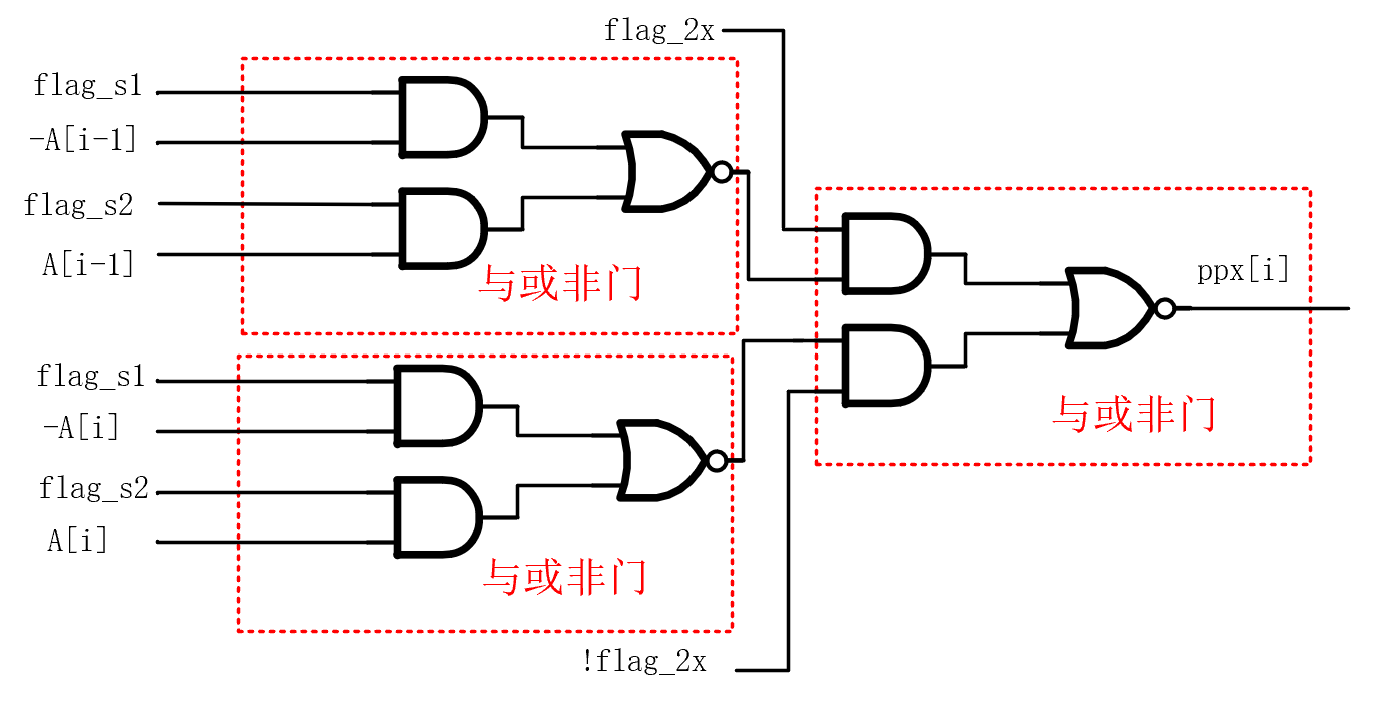 flag_2x
flag_s1
-A[i-1]
flag_s2
A[i-1]
与或非门
ppx[i]
flag_s1
-A[i]
与或非门
flag_s2
A[i]
与或非门
!flag_2x